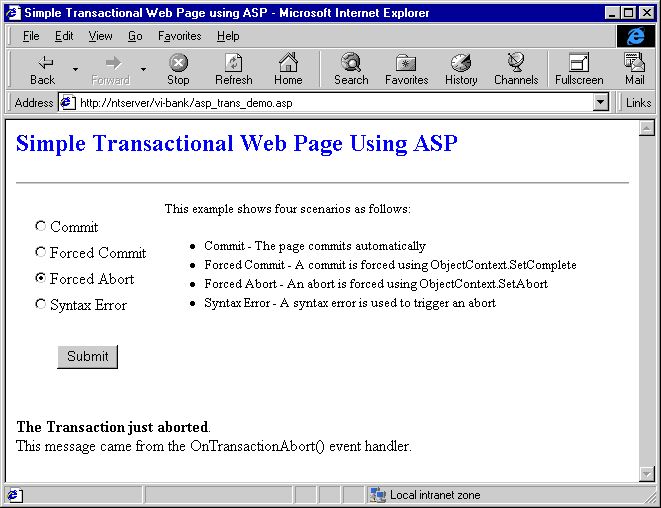 Simple Transactional Web Page using ASP - Microsoft Internet Explorer
File Edit View Go Favorites Help
Back Forward Stop Refresh Home Search Favorites History Channels Fullscreen Mail
Address http://ntserver/vi-bank/asp_trans_demo.asp Links
Simple Transactional Web Page Using ASP
This example shows four scenarios as follows:
Commit
Forced Commit
Forced Abort
Syntax Error
Commit - The page commits automatically
Forced Commit - A commit is forced using ObjectContext.SetComplete
Forced Abort - An abort is forced using ObjectContext.SetAbort
Syntax Error - A syntax error is used to trigger an abort
Submit
The Transaction just aborted.
This message came from the OnTransactionAbort() event handler.
Local intranet zone